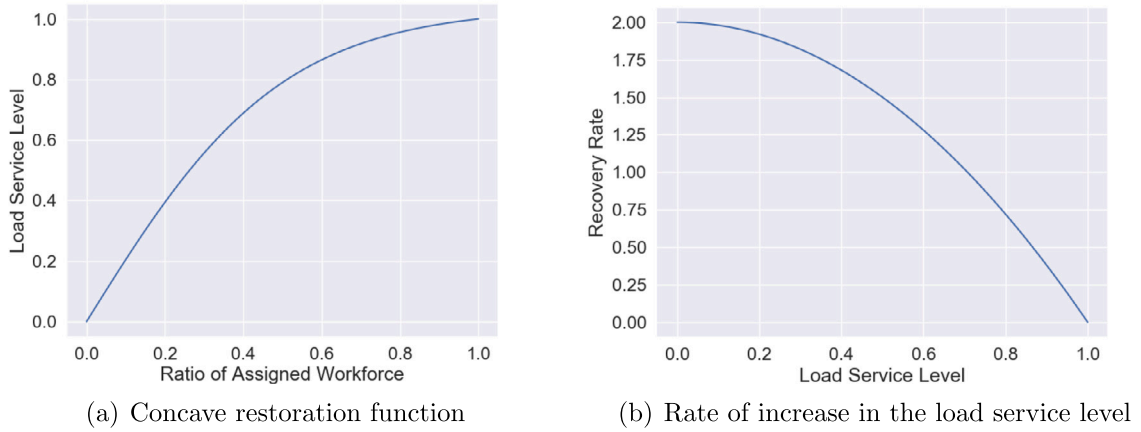 1.0
0.8
0.6
0.4
0.2
0.0
Load Service Level
0.0 0.2 0.4 0.6 0.8 1.0
Ratio of Assigned Workforce
(a) Concave restoration function
2.00
1.75
1.50
1.25
1.00
0.75
0.50
0.25
0.00
Recovery Rate
0.0 0.2 0.4 0.6 0.8 1.0
Load Service Level
(b) Rate of increase in the load service level